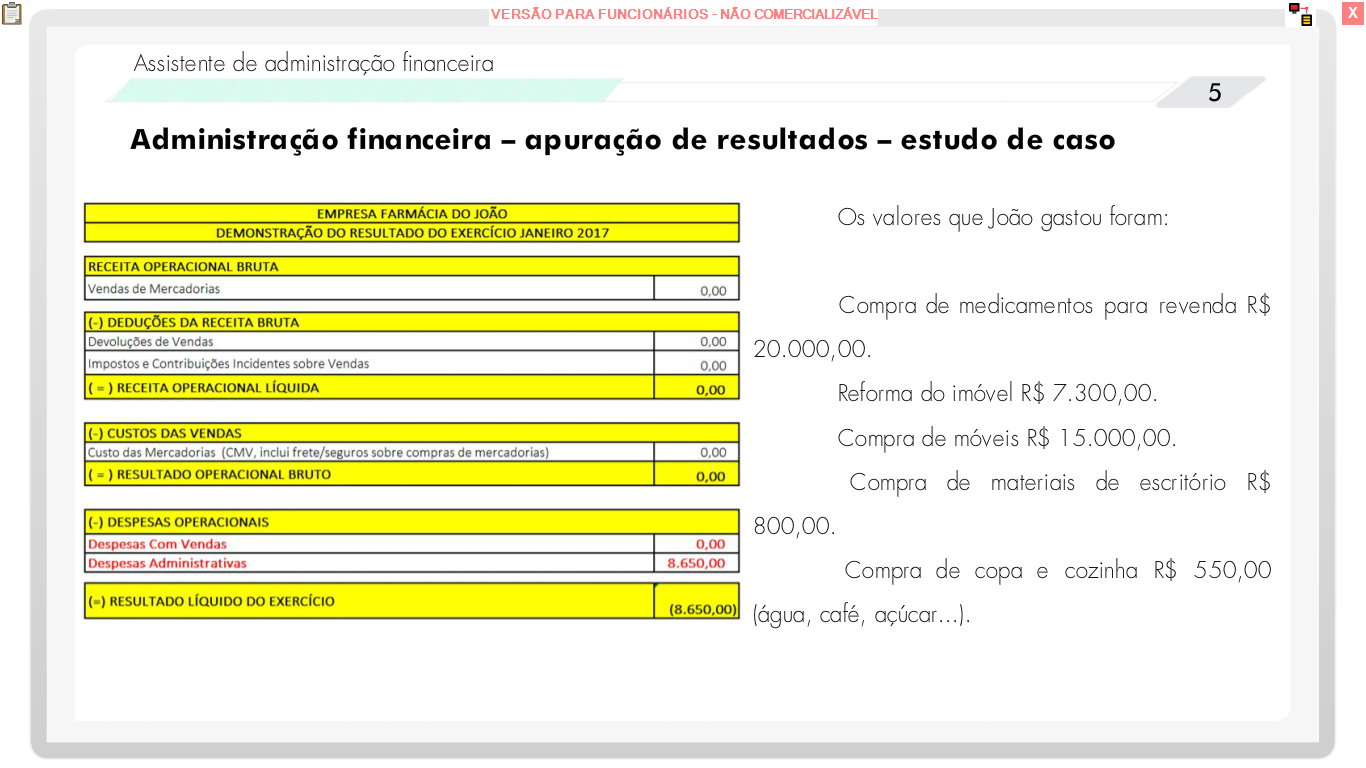 VERSÃO PARA FUNCIONÁRIOS - NÃO COMERCIALIZÁVEL
X
Assistente de administração financeira
5
Administração financeira – apuração de resultados – estudo de caso
EMPRESA FARMÁCIA DO JOÃO
DEMONSTRAÇÃO DO RESULTADO DO EXERCÍCIO JANEIRO 2017
RECEITA OPERACIONAL BRUTA
Vendas de Mercadorias 0,00
(-) DEDUÇÕES DA RECEITA BRUTA
Devoluções de Vendas 0,00
Impostos e Contribuições Incidentes sobre Vendas 0,00
( = ) RECEITA OPERACIONAL LÍQUIDA 0,00
(-) CUSTOS DAS VENDAS
Custo das Mercadorias (CMV, inclui frete/seguros sobre compras de mercadorias) 0,00
( = ) RESULTADO OPERACIONAL BRUTO 0,00
(-) DESPESAS OPERACIONAIS
Despesas Com Vendas 0,00
Despesas Administrativas 8.650,00
(=) RESULTADO LÍQUIDO DO EXERCÍCIO (8.650,00)
Os valores que João gastou foram:
Compra de medicamentos para revenda R$
20.000,00.
Reforma do imóvel R$ 7.300,00.
Compra de móveis R$ 15.000,00.
Compra de materiais de escritório R$
800,00.
Compra de copa e cozinha R$ 550,00
(água, café, açúcar...).